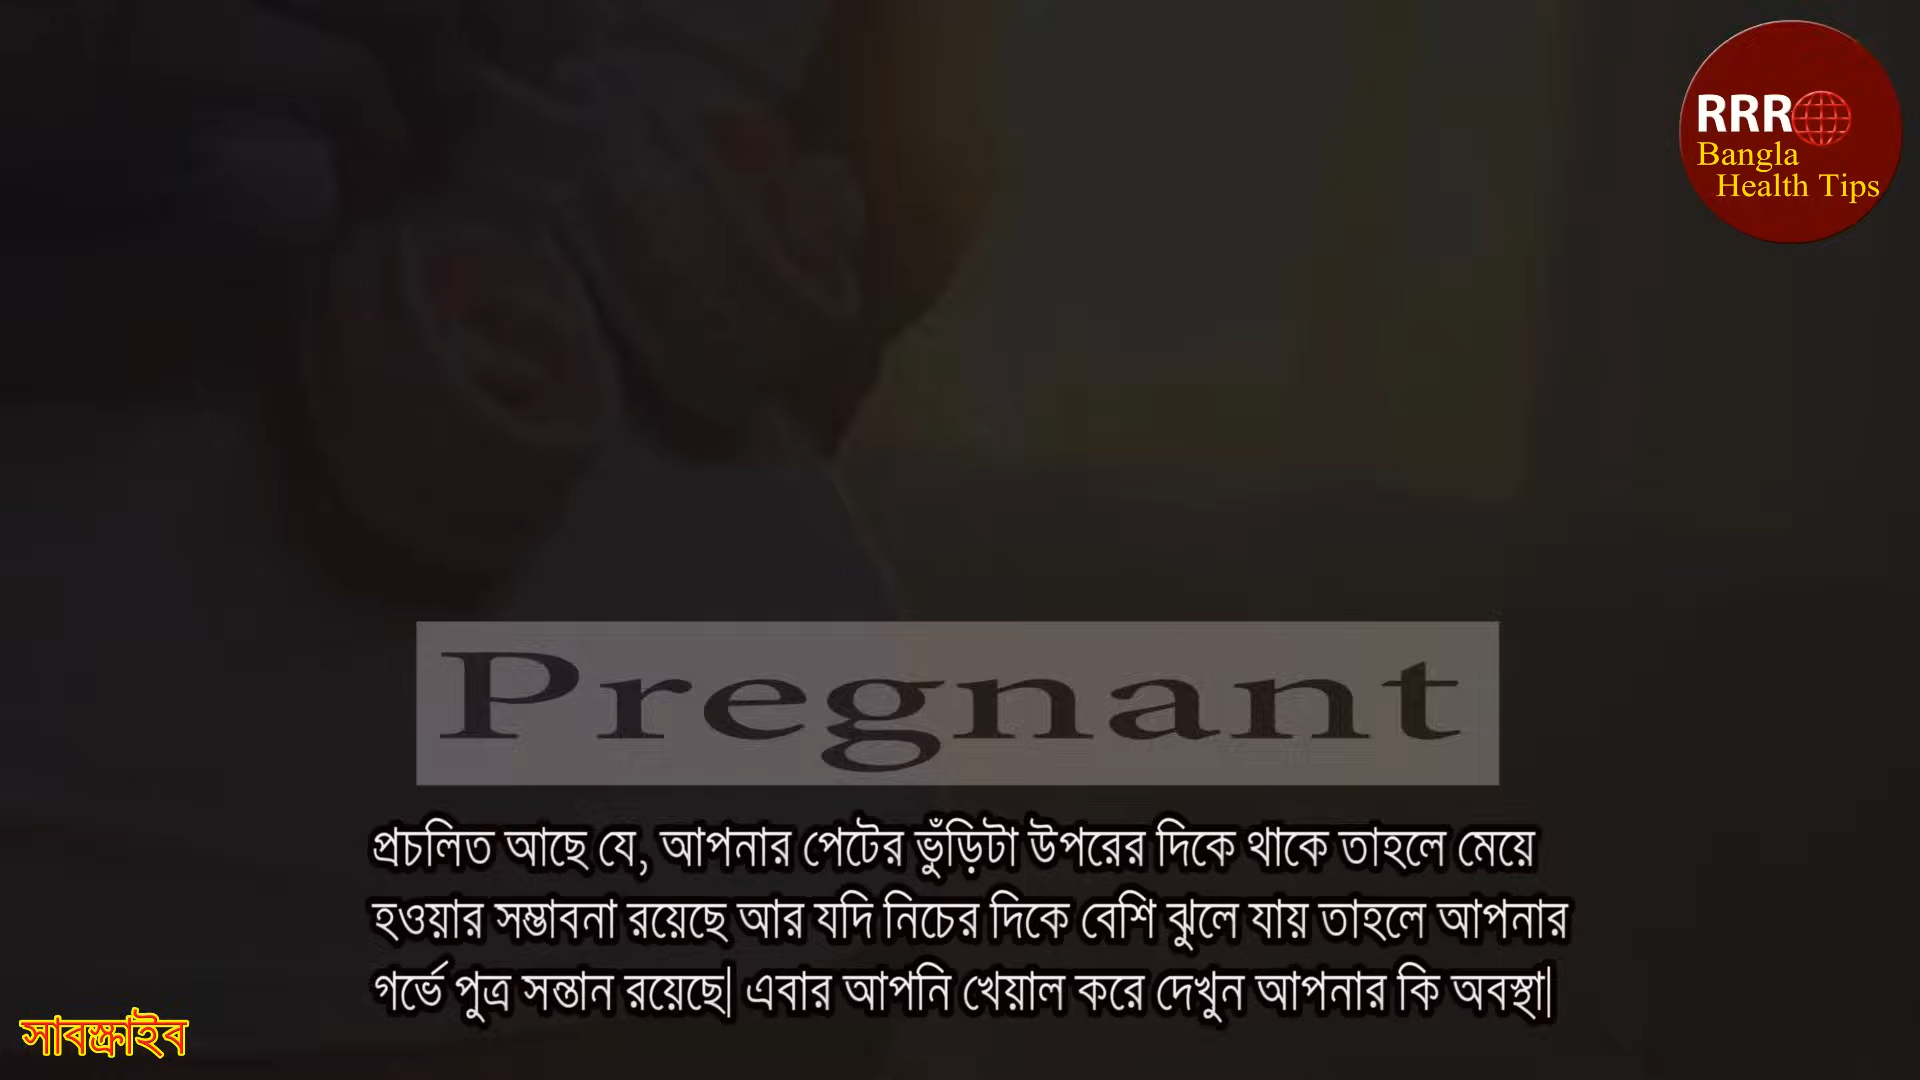 RRR
Bangla
Health Tips
Pregnant
প্রচলিত আছে যে, আপনার পেটের ভুঁড়িটা উপরের দিকে থাকে তাহলে মেয়ে
হওয়ার সম্ভাবনা রয়েছে আর যদি নিচের দিকে বেশি ঝুলে যায় তাহলে আপনার
গর্ভে পুত্র সন্তান রয়েছে| এবার আপনি খেয়াল করে দেখুন আপনার কি অবস্থা|
সাবস্ক্রাইব